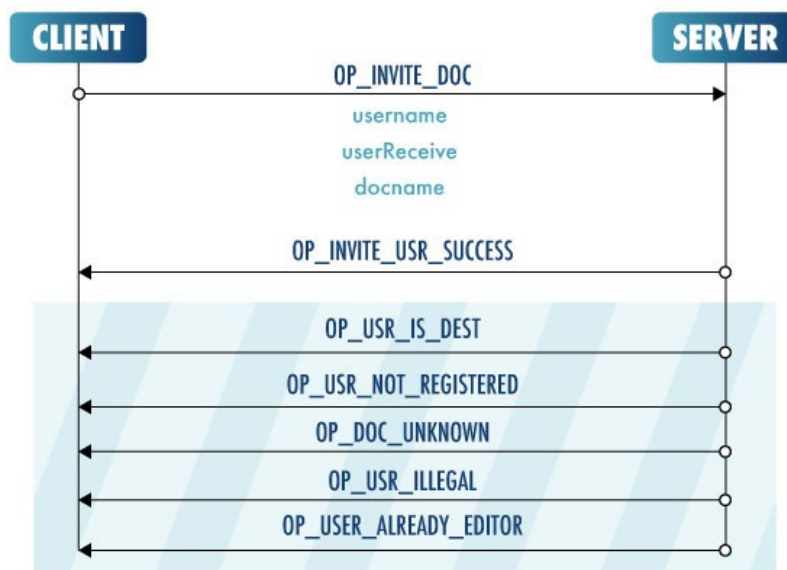 CLIENT
SERVER
OP_INVITE_DOC
username
userReceive
docname
OP_INVITE_USR_SUCCESS
OP_USR_IS_DEST
OP_USR_NOT_REGISTERED
OP_DOC_UNKNOWN
OP_USR_ILLEGAL
OP_USER_ALREADY_EDITOR